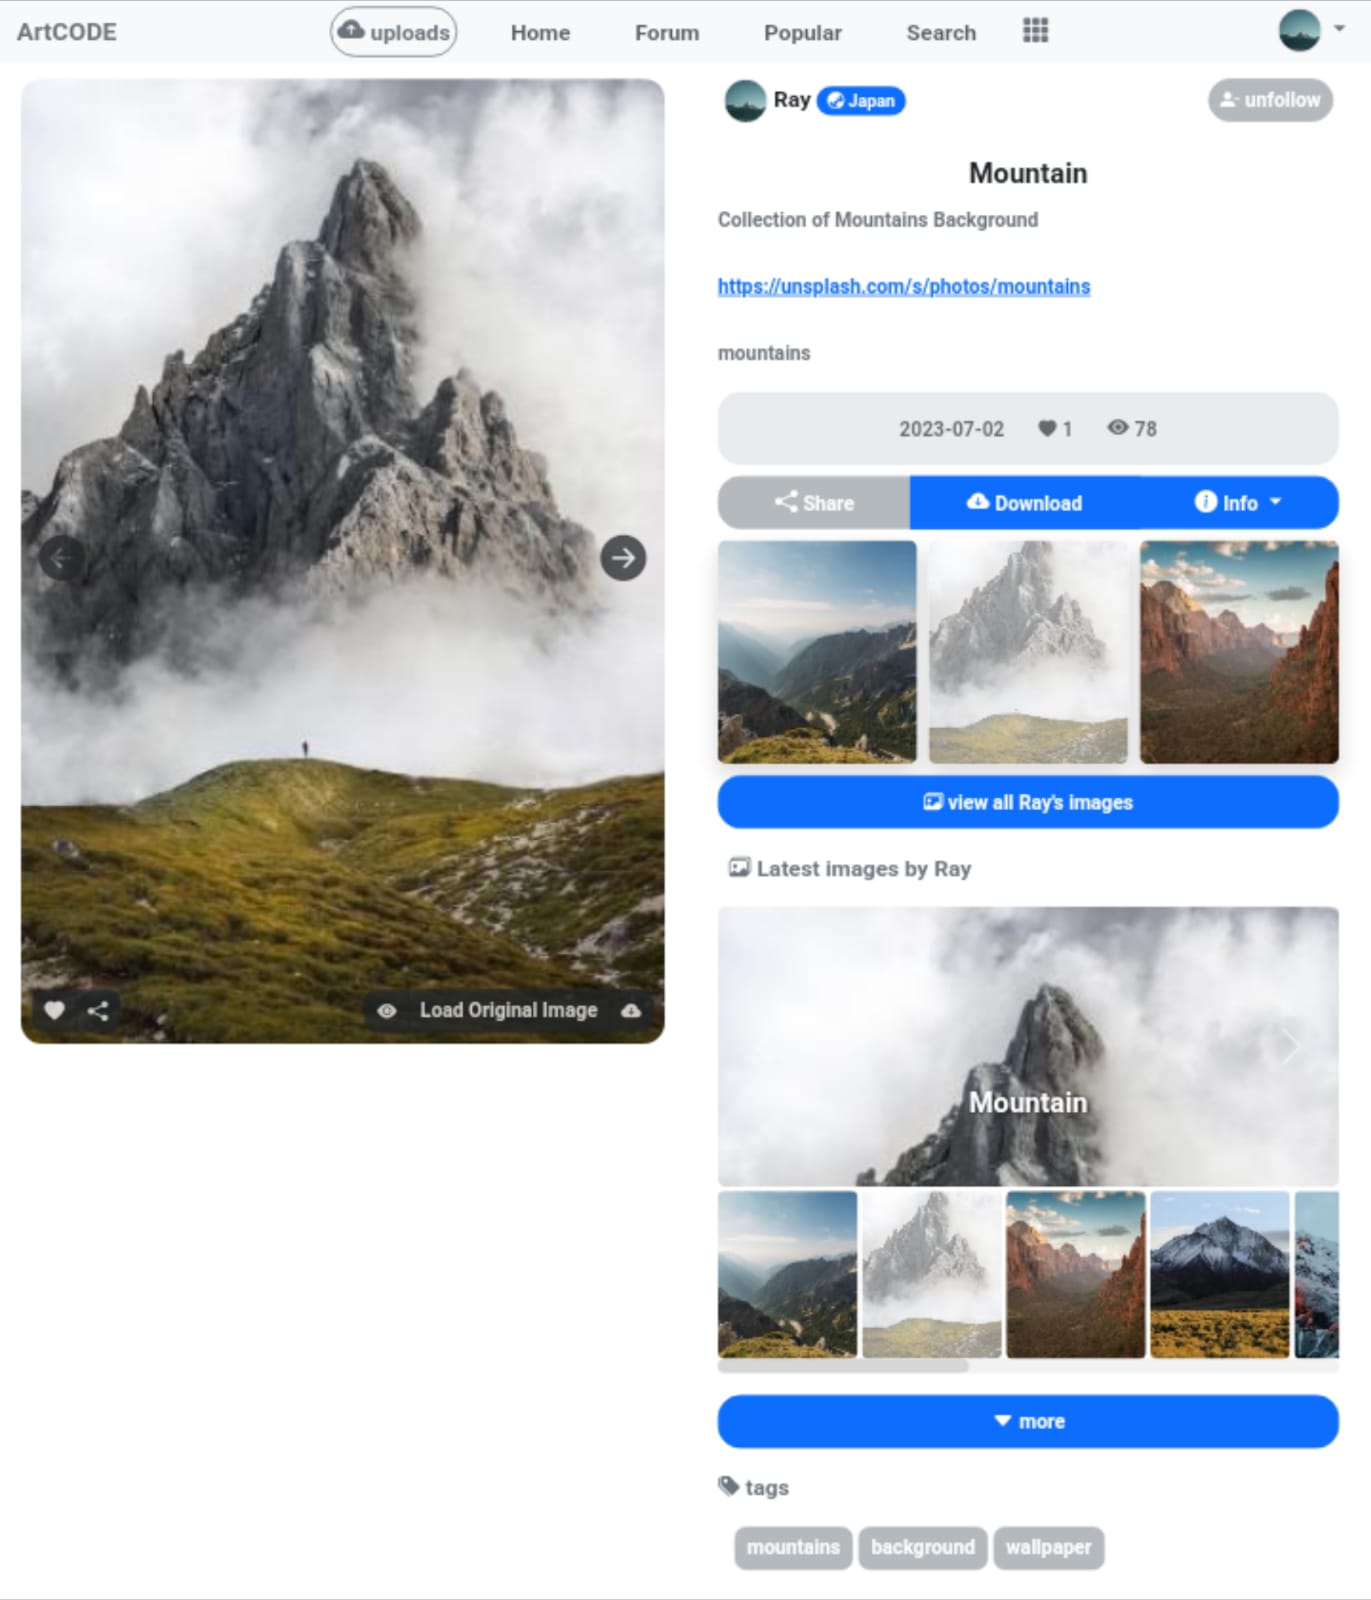 ArtCODE
uploads
Home
Forum
Popular
Search
Ray
Japan
unfollow
Mountain
Collection of Mountains Background
https://unsplash.com/s/photos/mountains
mountains
2023-07-02 1 78
Share
Download
Info
view all Ray's images
Latest images by Ray
Mountain
more
tags
mountains background wallpaper
Load Original Image